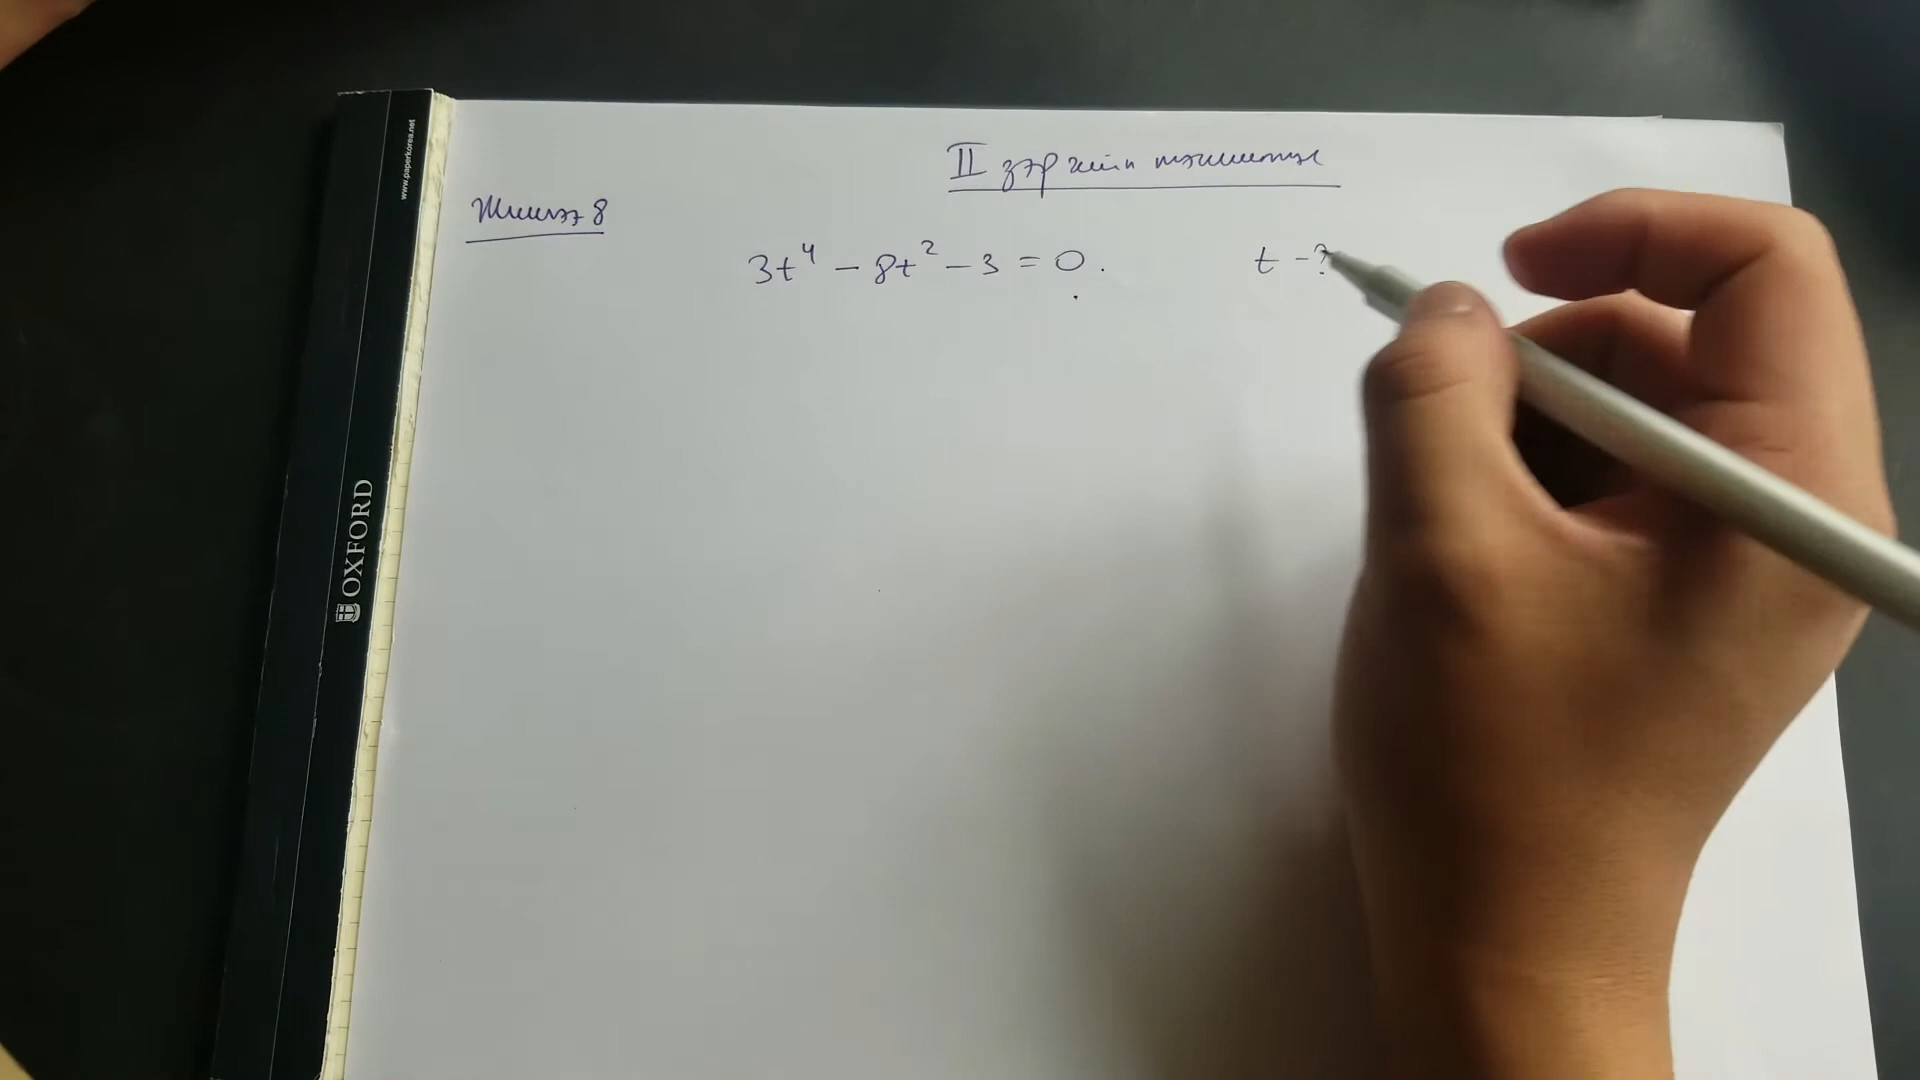 II зэргийн тэгшитгэл
Жишээ 8
3t⁴ - 8t² - 3 = 0.
t - ?
OXFORD
www.paperkorea.net